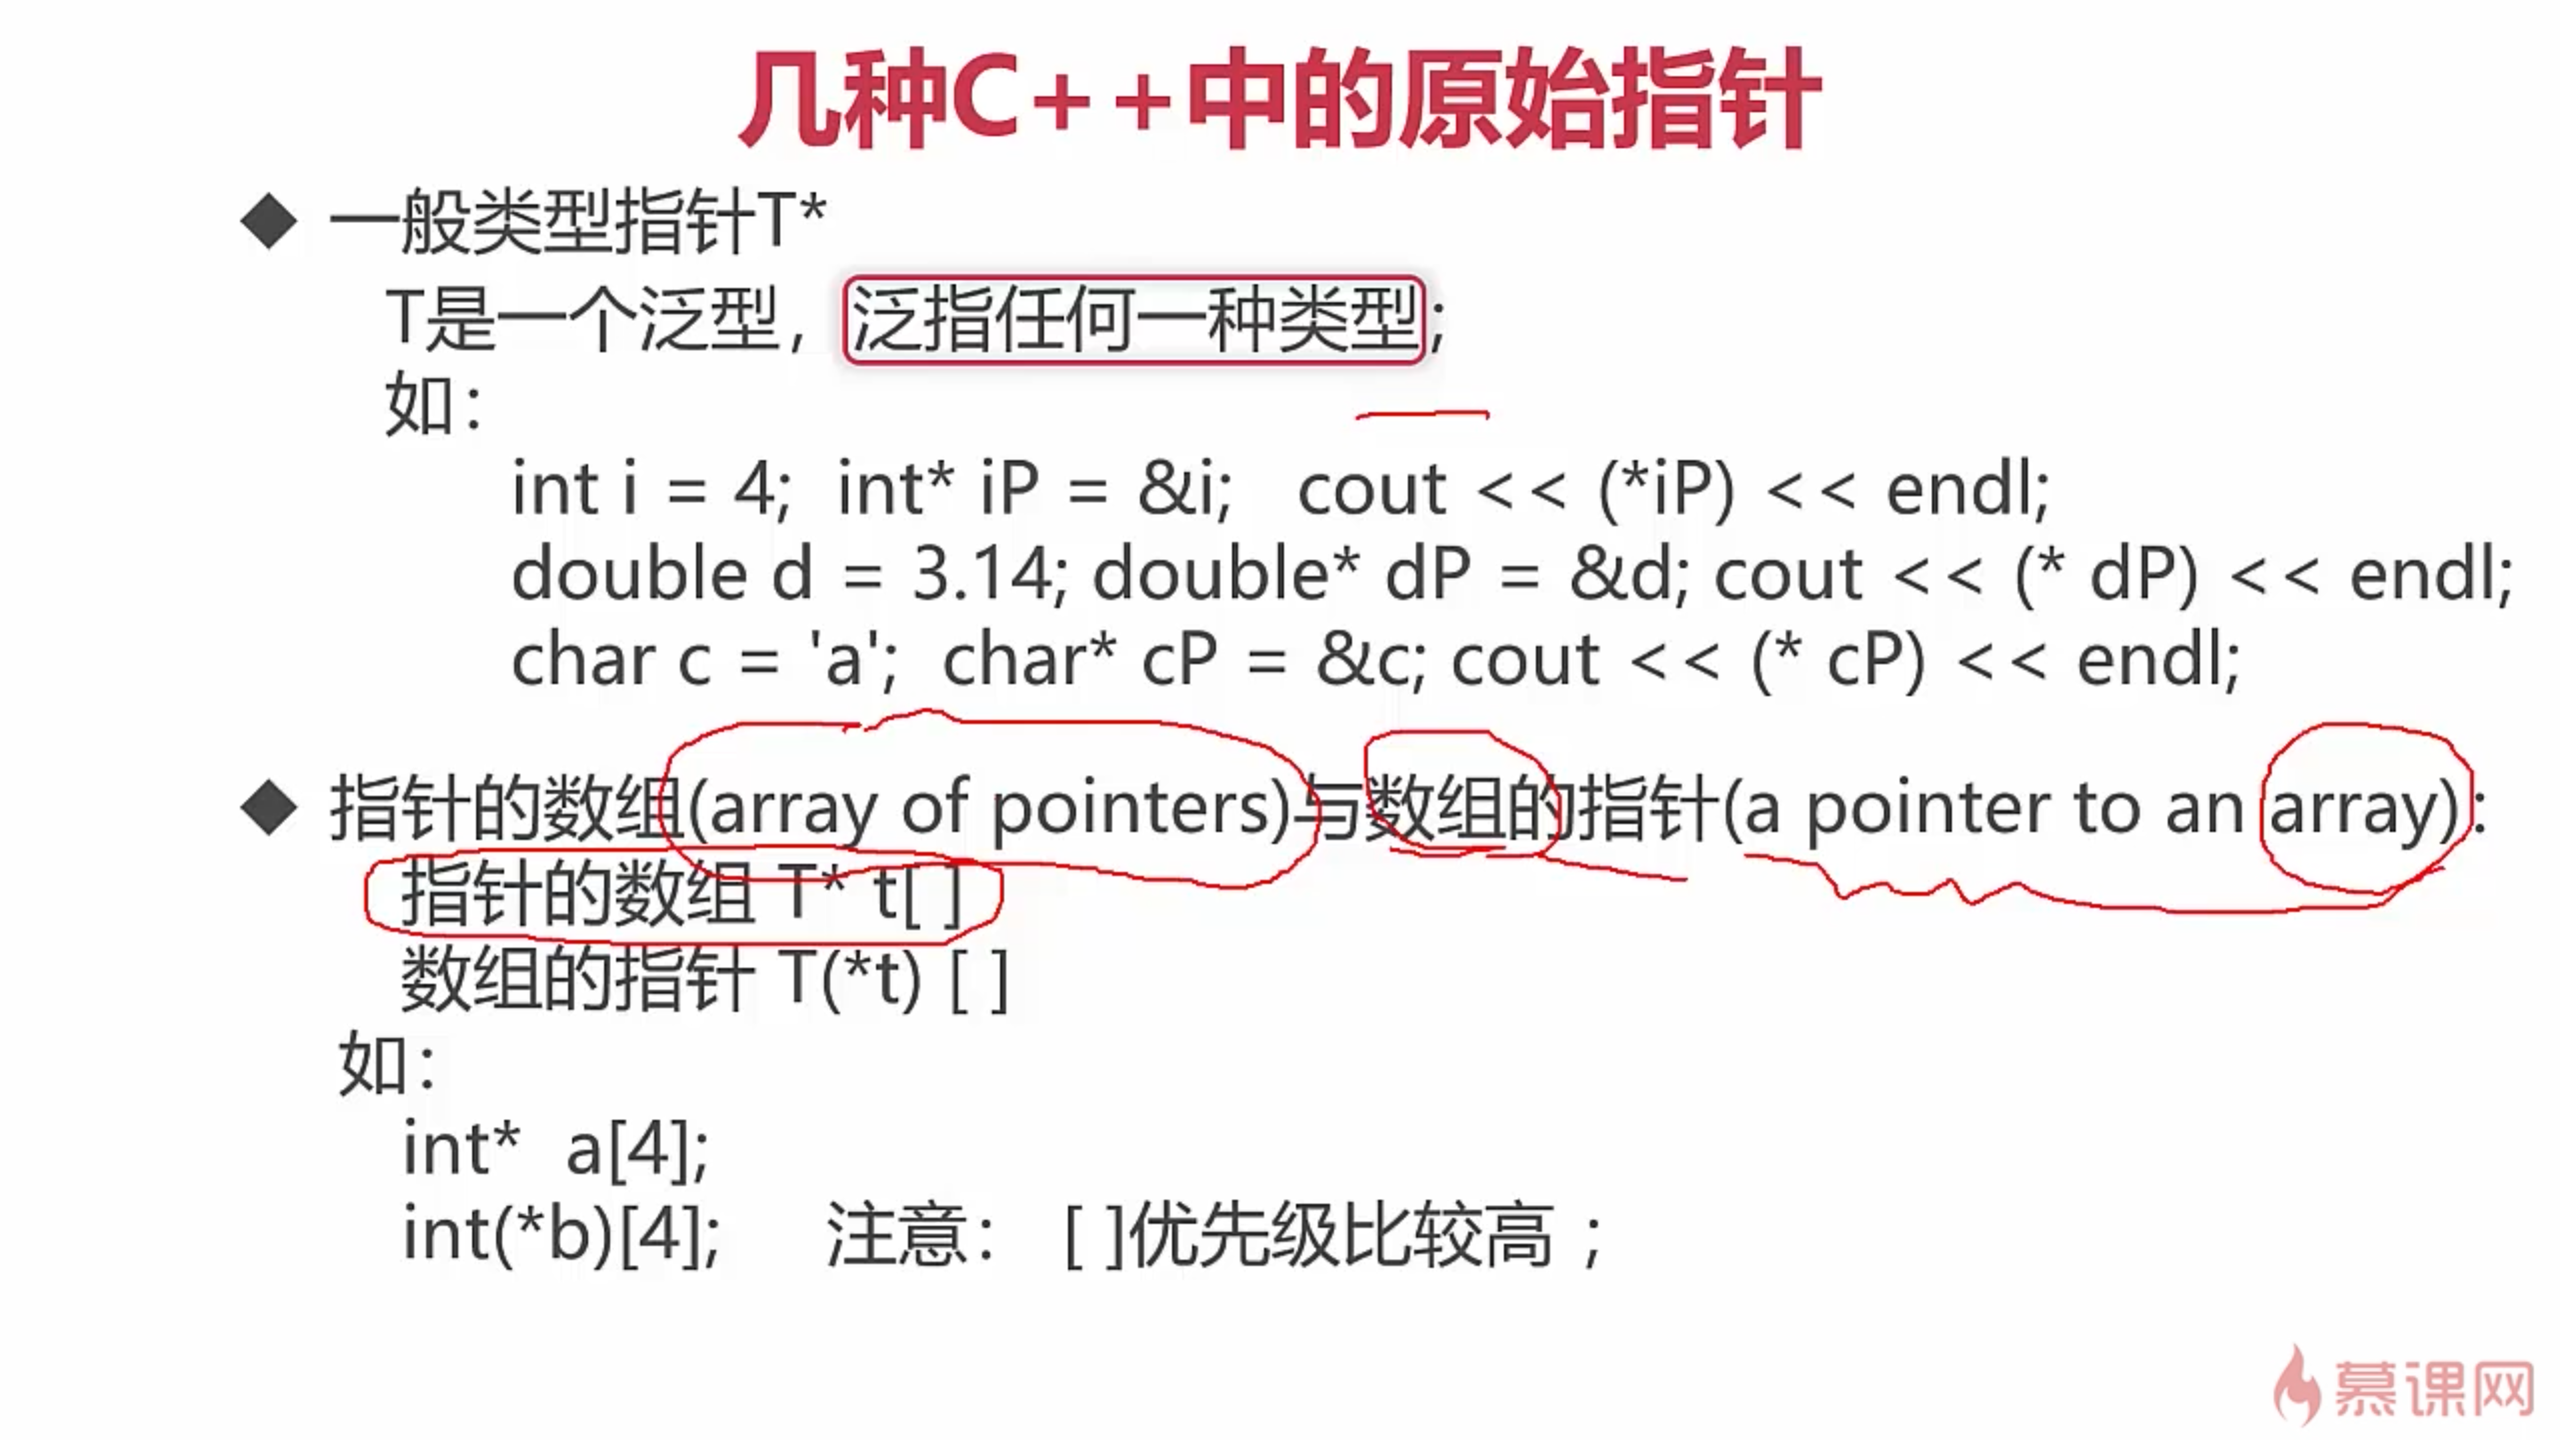 几种C++中的原始指针
◆ 一般类型指针T*
T是一个泛型，泛指任何一种类型；
如：
int i = 4;  int* iP = &i;   cout << (*iP) << endl;
double d = 3.14; double* dP = &d; cout << (* dP) << endl;
char c = 'a';  char* cP = &c; cout << (* cP) << endl;
◆ 指针的数组(array of pointers)与数组的指针(a pointer to an array)：
指针的数组 T* t[ ]
数组的指针 T(*t) [ ]
如：
int*  a[4];
int(*b)[4];     注意： [ ]优先级比较高 ；
慕课网